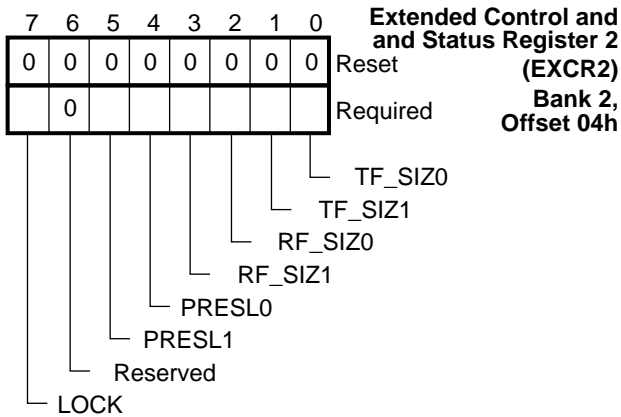 7 6 5 4 3 2 1 0
Extended Control and
and Status Register 2
(EXCR2)
Bank 2,
Offset 04h
0 0 0 0 0 0 0 0 Reset
0 Required
TF_SIZ0
TF_SIZ1
RF_SIZ0
RF_SIZ1
PRESL0
PRESL1
Reserved
LOCK